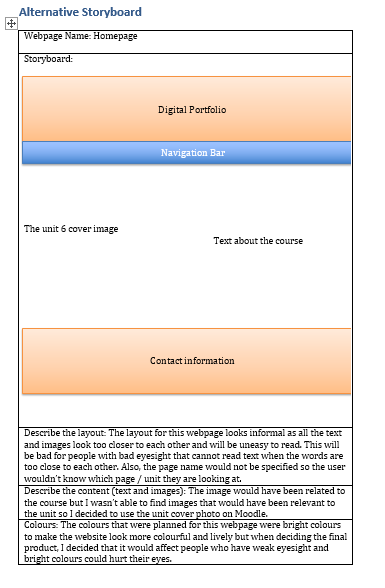 Alternative Storyboard
Webpage Name: Homepage
Storyboard:
Digital Portfolio
Navigation Bar
The unit 6 cover image
Text about the course
Contact information
Describe the layout: The layout for this webpage looks informal as all the text
and images look too closer to each other and will be uneasy to read. This will
be bad for people with bad eyesight that cannot read text when the words are
too close to each other. Also, the page name would not be specified so the user
wouldn't know which page / unit they are looking at.
Describe the content (text and images): The image would have been related to
the course but I wasn't able to find images that would have been relevant to
the unit so I decided to use the unit cover photo on Moodle.
Colours: The colours that were planned for this webpage were bright colours
to make the website look more colourful and lively but when deciding the final
product, I decided that it would affect people who have weak eyesight and
bright colours could hurt their eyes.